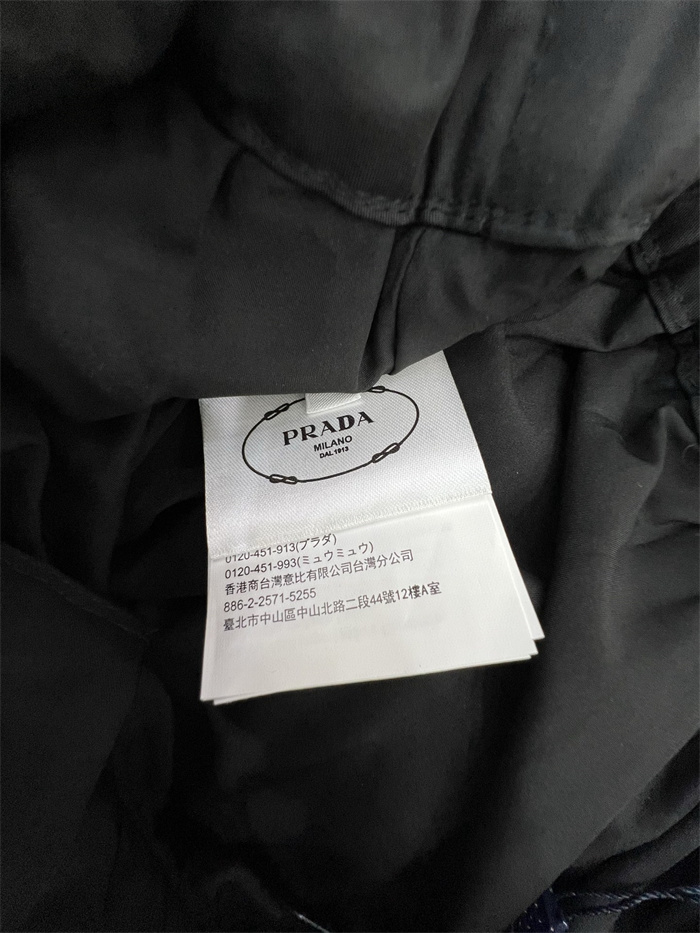 PRADA
MILANO
DAL 1913
0120-451-913(プラダ)
0120-451-993(ミュウミュウ)
香港商台灣意比有限公司台灣分公司
886-2-2571-5255
臺北市中山區中山北路二段44號12樓A室